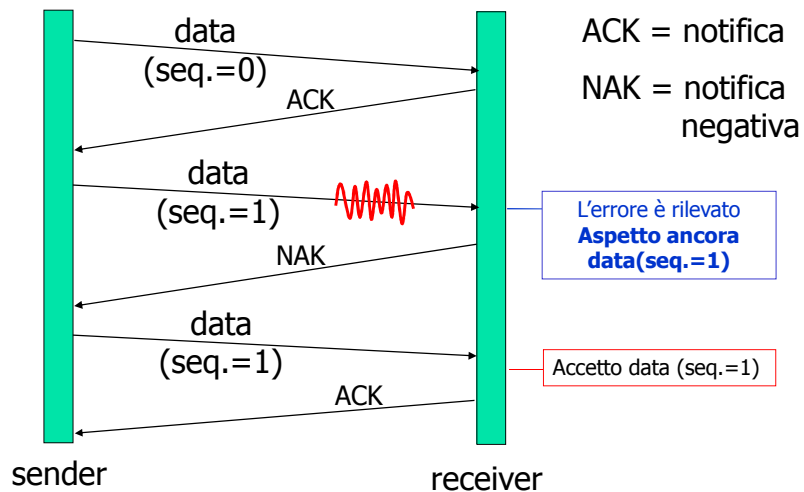 data
(seq.=0)
ACK
data
(seq.=1)
NAK
data
(seq.=1)
ACK
sender
receiver
ACK = notifica
NAK = notifica
negativa
L'errore è rilevato
Aspetto ancora
data(seq.=1)
Accetto data (seq.=1)